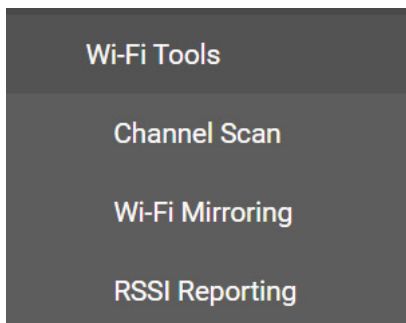 Wi-Fi Tools
Channel Scan
Wi-Fi Mirroring
RSSI Reporting